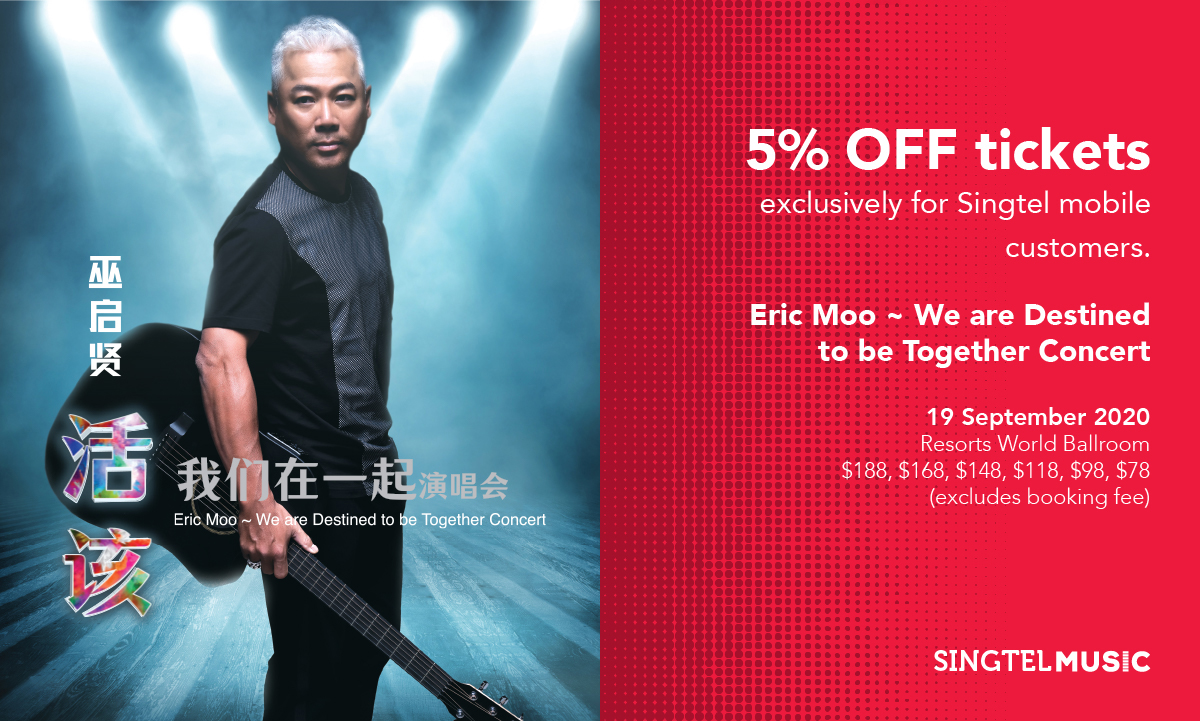 巫启贤
活该
我们在一起演唱会
Eric Moo ~ We are Destined to be Together Concert
5% OFF tickets
exclusively for Singtel mobile
customers.
Eric Moo ~ We are Destined
to be Together Concert
19 September 2020
Resorts World Ballroom
$188, $168, $148, $118, $98, $78
(excludes booking fee)
SINGTEL MUSIC